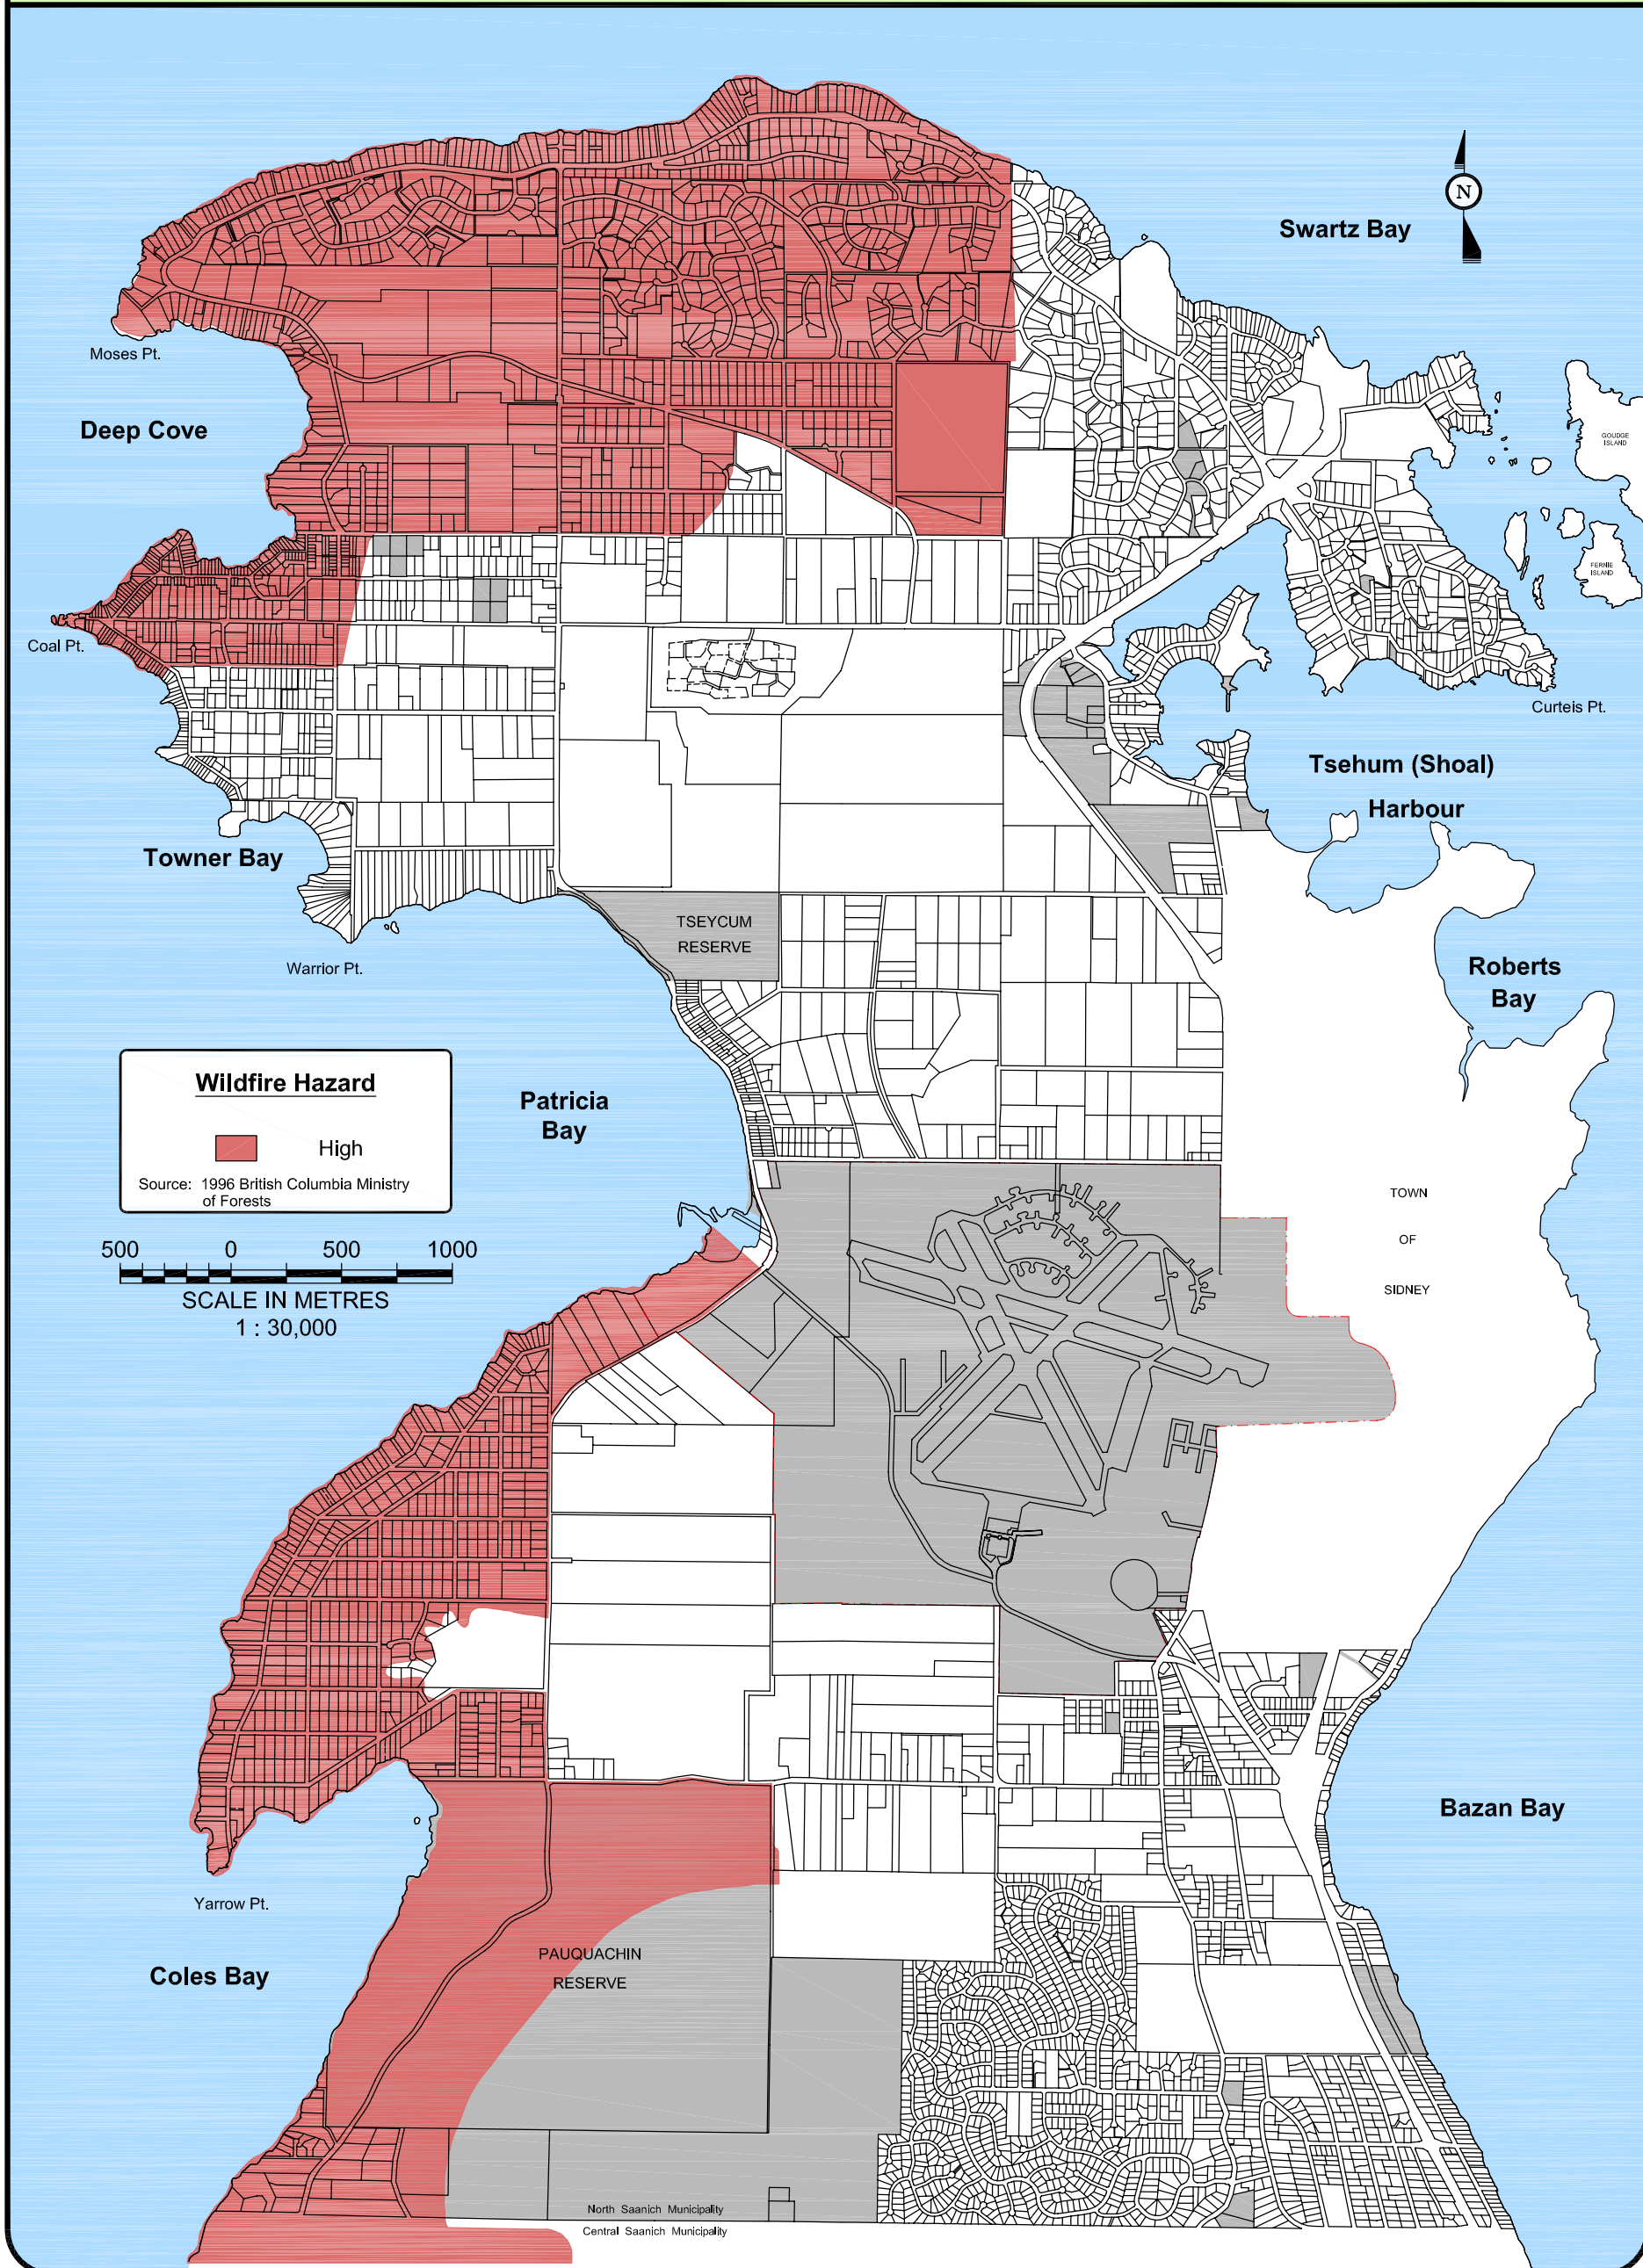 N
Swartz Bay
Moses Pt.
Deep Cove
GOUDGE
ISLAND
FERNIE
ISLAND
Coal Pt.
Curteis Pt.
Tsehum (Shoal)
Harbour
Towner Bay
TSEYCUM
RESERVE
Warrior Pt.
Roberts
Bay
Wildfire Hazard
High
Source: 1996 British Columbia Ministry
of Forests
Patricia
Bay
500 0 500 1000
SCALE IN METRES
1 : 30,000
TOWN
OF
SIDNEY
Bazan Bay
Yarrow Pt.
Coles Bay
PAUQUACHIN
RESERVE
North Saanich Municipality
Central Saanich Municipality